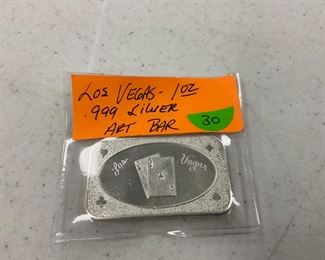 Los Vegas - 1oz
.999 Silver
Art Bar
30
Las Vegas